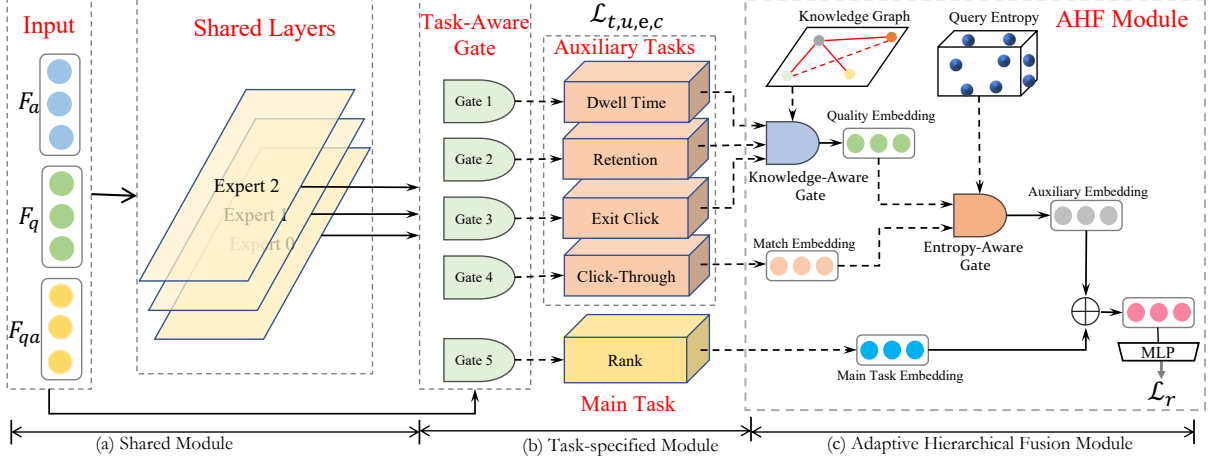 Input
F_a
F_q
F_qa
Shared Layers
Expert 2
Expert 1
Expert 0
Task-Aware
Gate
Gate 1
Gate 2
Gate 3
Gate 4
Gate 5
ℒ_t,u,e,c
Auxiliary Tasks
Dwell Time
Retention
Exit Click
Click-Through
Rank
Main Task
Knowledge Graph
Query Entropy
AHF Module
Quality Embedding
Knowledge-Aware
Gate
Match Embedding
Auxiliary Embedding
Entropy-Aware
Gate
Main Task Embedding
MLP
ℒ_r
(a) Shared Module
(b) Task-specified Module
(c) Adaptive Hierarchical Fusion Module